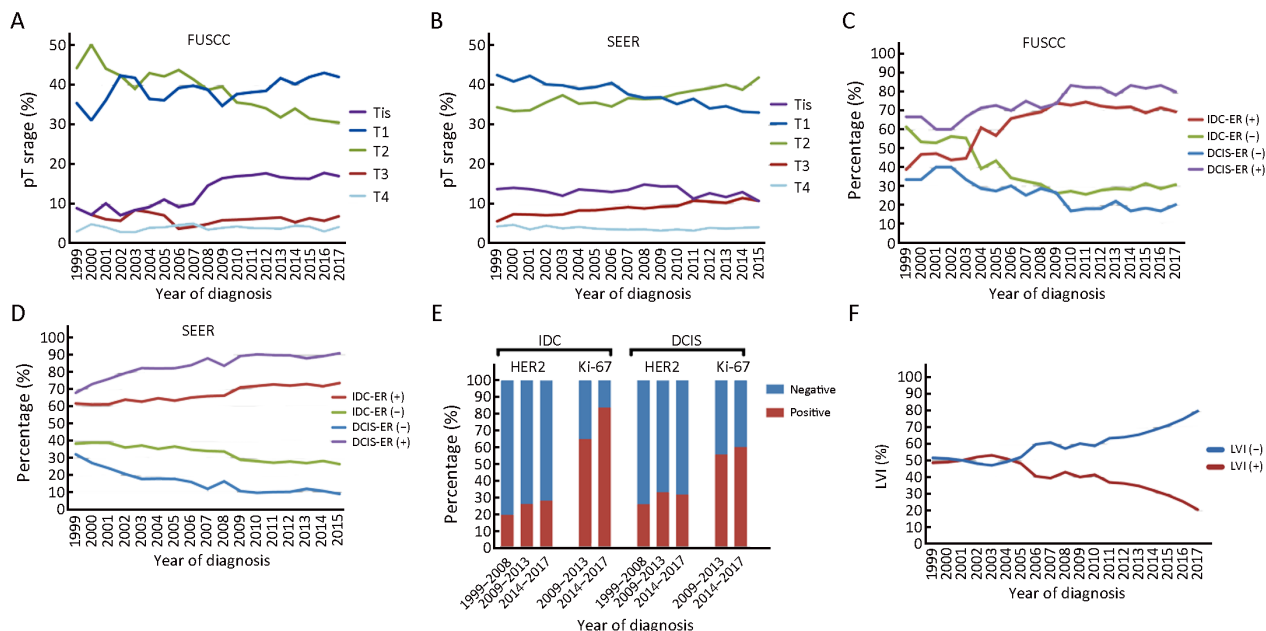 A
FUSCC
pT srage (%)
50
40
30
20
10
0
1999 2000 2001 2002 2003 2004 2005 2006 2007 2008 2009 2010 2011 2012 2013 2014 2015 2016 2017
Year of diagnosis
Tis
T1
T2
T3
T4
B
SEER
pT srage (%)
50
40
30
20
10
0
1999 2000 2001 2002 2003 2004 2005 2006 2007 2008 2009 2010 2011 2012 2013 2014 2015
Year of diagnosis
Tis
T1
T2
T3
T4
C
FUSCC
Percentage (%)
100
90
80
70
60
50
40
30
20
10
0
1999 2000 2001 2002 2003 2004 2005 2006 2007 2008 2009 2010 2011 2012 2013 2014 2015 2016 2017
Year of diagnosis
IDC-ER (+)
IDC-ER (−)
DCIS-ER (−)
DCIS-ER (+)
D
SEER
Percentage (%)
100
90
80
70
60
50
40
30
20
10
0
1999 2000 2001 2002 2003 2004 2005 2006 2007 2008 2009 2010 2011 2012 2013 2014 2015
Year of diagnosis
IDC-ER (+)
IDC-ER (−)
DCIS-ER (−)
DCIS-ER (+)
E
IDC DCIS
HER2 Ki-67 HER2 Ki-67
Percentage (%)
100
90
80
70
60
50
40
30
20
10
0
1999–2008 2009–2013 2014–2017 2009–2013 2014–2017 1999–2008 2009–2013 2014–2017 2009–2013 2014–2017
Year of diagnosis
Negative
Positive
F
LVI (%)
100
90
80
70
60
50
40
30
20
10
0
1999 2000 2001 2002 2003 2004 2005 2006 2007 2008 2009 2010 2011 2012 2013 2014 2015 2016 2017
Year of diagnosis
LVI (−)
LVI (+)